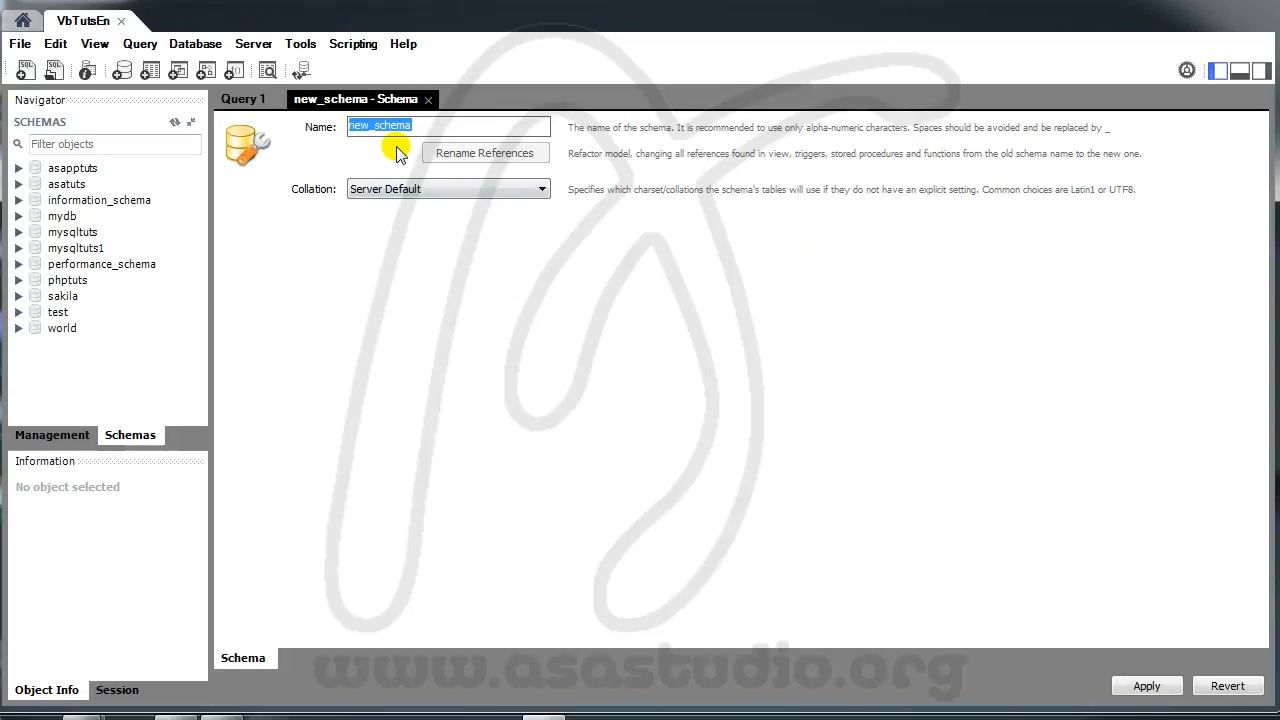 VbTutsEn
File Edit View Query Database Server Tools Scripting Help
Navigator
SCHEMAS
Filter objects
asapptuts
asatuts
information_schema
mydb
mysqltuts
mysqltuts1
performance_schema
phptuts
sakila
test
world
Management Schemas
Information
No object selected
Object Info Session
Query 1 new_schema - Schema
Name: new_schema The name of the schema. It is recommended to use only alpha-numeric characters. Spaces should be avoided and be replaced by _
Rename References Refactor model, changing all references found in view, triggers, stored procedures and functions from the old schema name to the new one.
Collation: Server Default Specifies which charset/collations the schema's tables will use if they do not have an explicit setting. Common choices are Latin1 or UTF8.
Schema
www.asastudio.org
Apply Revert